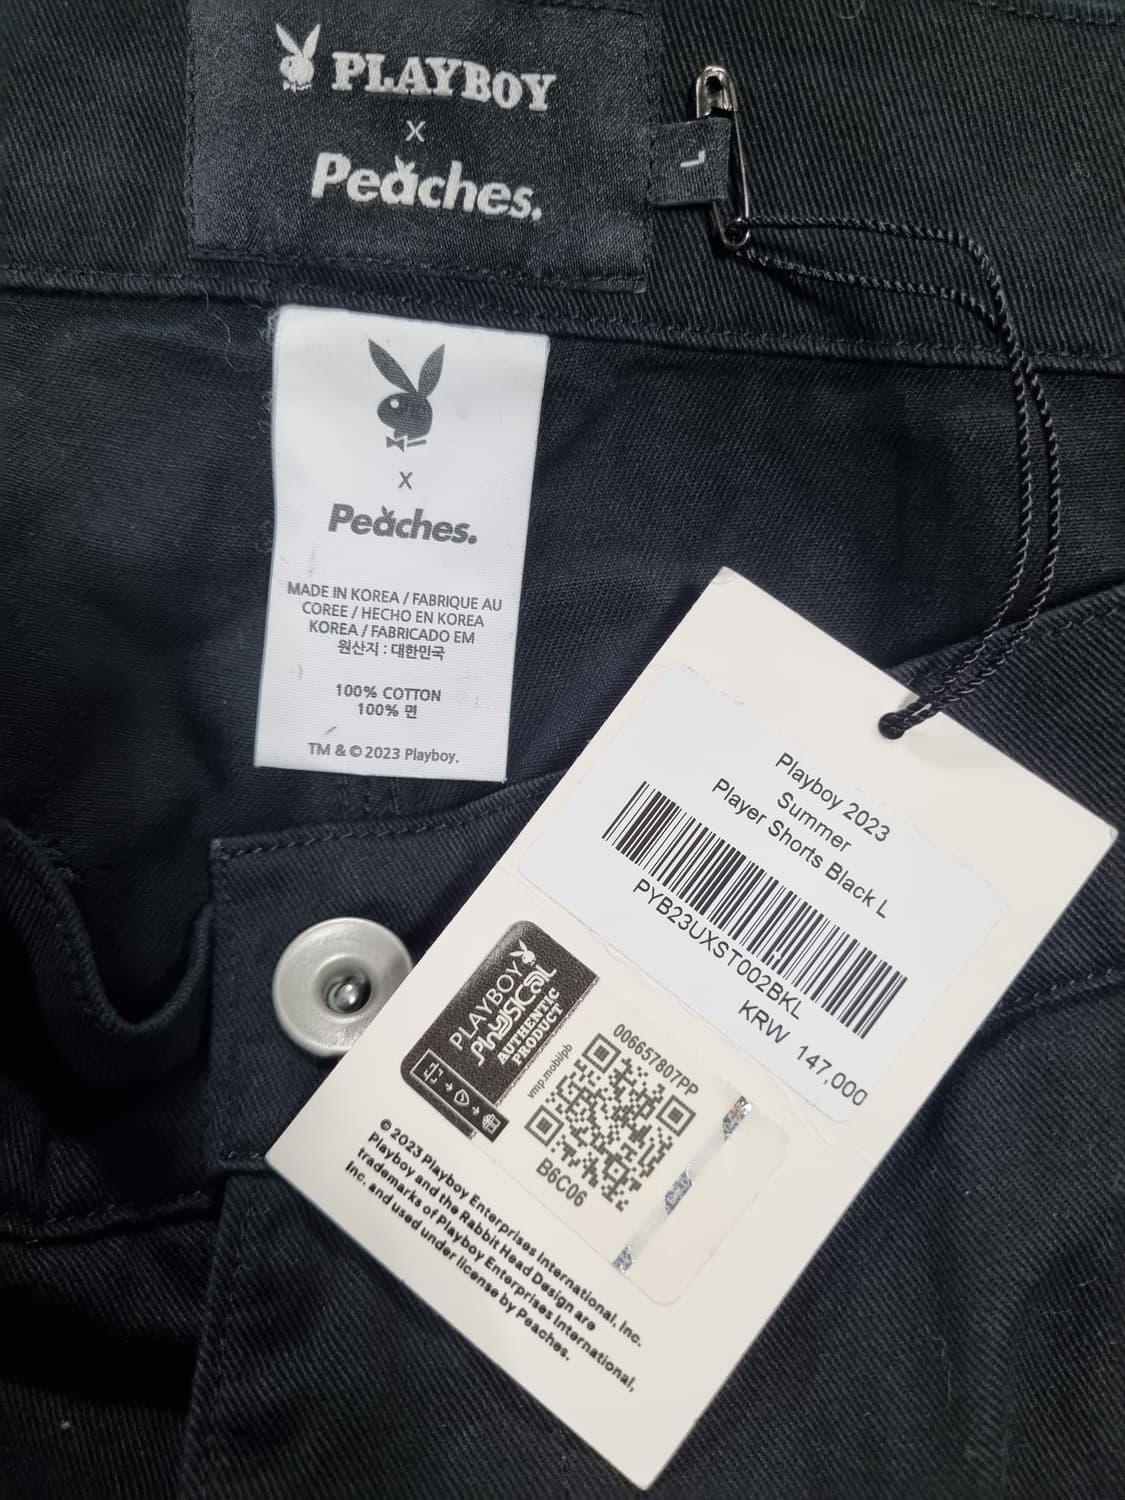 PLAYBOY
X
Peaches.
L
X
Peaches.
MADE IN KOREA / FABRIQUE AU
COREE / HECHO EN KOREA
KOREA / FABRICADO EM
원산지 : 대한민국
100% COTTON
100% 면
TM & © 2023 Playboy.
Playboy 2023
Summer
Player Shorts Black L
PYB23UXST002BKL
KRW 147,000
PLAYBOY
PHYSICAL
AUTHENTIC
PRODUCT
vmp.mobi/pb
006657807PP
B6C06
© 2023 Playboy Enterprises International, Inc.
Playboy and the Rabbit Head Design are
trademarks of Playboy Enterprises International,
Inc. and used under license by Peaches.